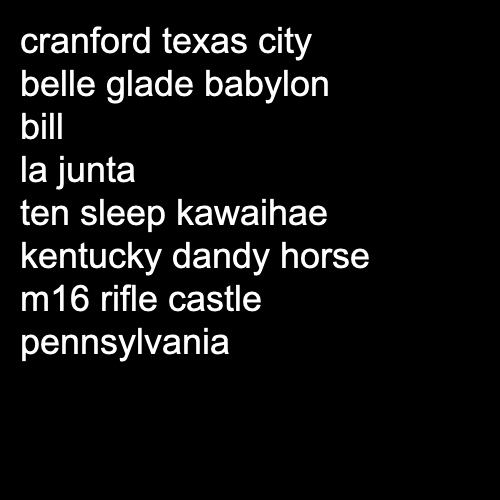 cranford texas city
belle glade babylon
bill
la junta
ten sleep kawaihae
kentucky dandy horse
m16 rifle castle
pennsylvania